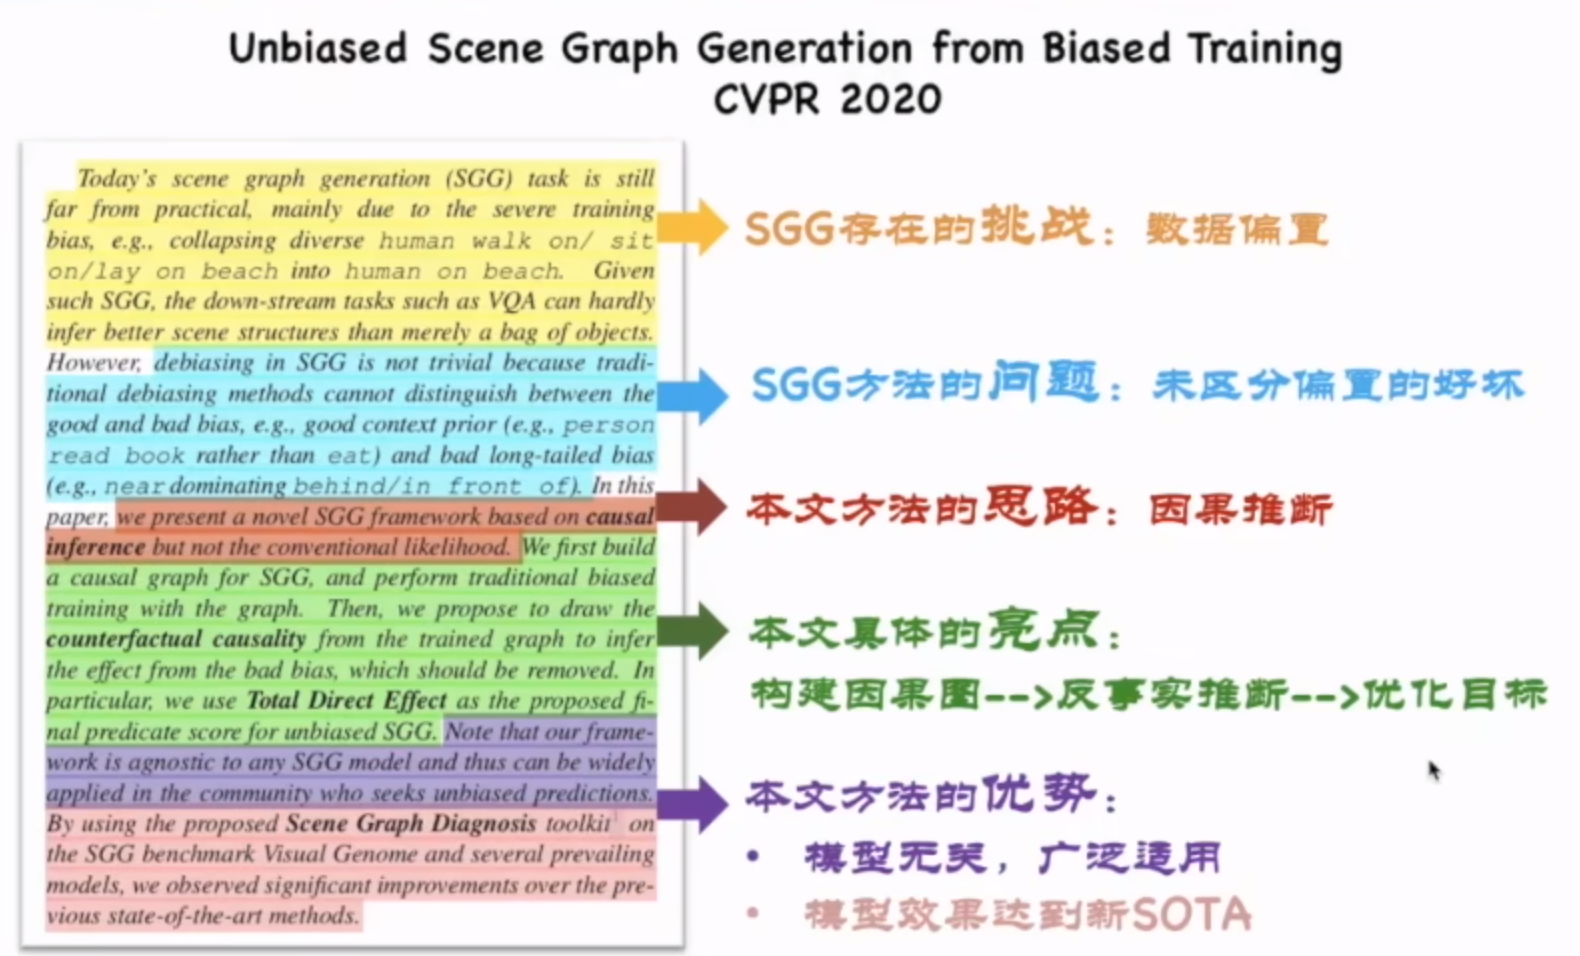 Unbiased Scene Graph Generation from Biased Training
CVPR 2020
Today's scene graph generation (SGG) task is still
far from practical, mainly due to the severe training
bias, e.g., collapsing diverse human walk on/ sit
on/lay on beach into human on beach. Given
such SGG, the down-stream tasks such as VQA can hardly
infer better scene structures than merely a bag of objects.
However, debiasing in SGG is not trivial because tradi-
tional debiasing methods cannot distinguish between the
good and bad bias, e.g., good context prior (e.g., person
read book rather than eat) and bad long-tailed bias
(e.g., near dominating behind/in front of). In this
paper, we present a novel SGG framework based on causal
inference but not the conventional likelihood. We first build
a causal graph for SGG, and perform traditional biased
training with the graph. Then, we propose to draw the
counterfactual causality from the trained graph to infer
the effect from the bad bias, which should be removed. In
particular, we use Total Direct Effect as the proposed fi-
nal predicate score for unbiased SGG. Note that our frame-
work is agnostic to any SGG model and thus can be widely
applied in the community who seeks unbiased predictions.
By using the proposed Scene Graph Diagnosis toolkit¹ on
the SGG benchmark Visual Genome and several prevailing
models, we observed significant improvements over the pre-
vious state-of-the-art methods.
SGG存在的挑战：数据偏置
SGG方法的问题：未区分偏置的好坏
本文方法的思路：因果推断
本文具体的亮点：
构建因果图-->反事实推断-->优化目标
本文方法的优势：
• 模型无关，广泛适用
• 模型效果达到新SOTA